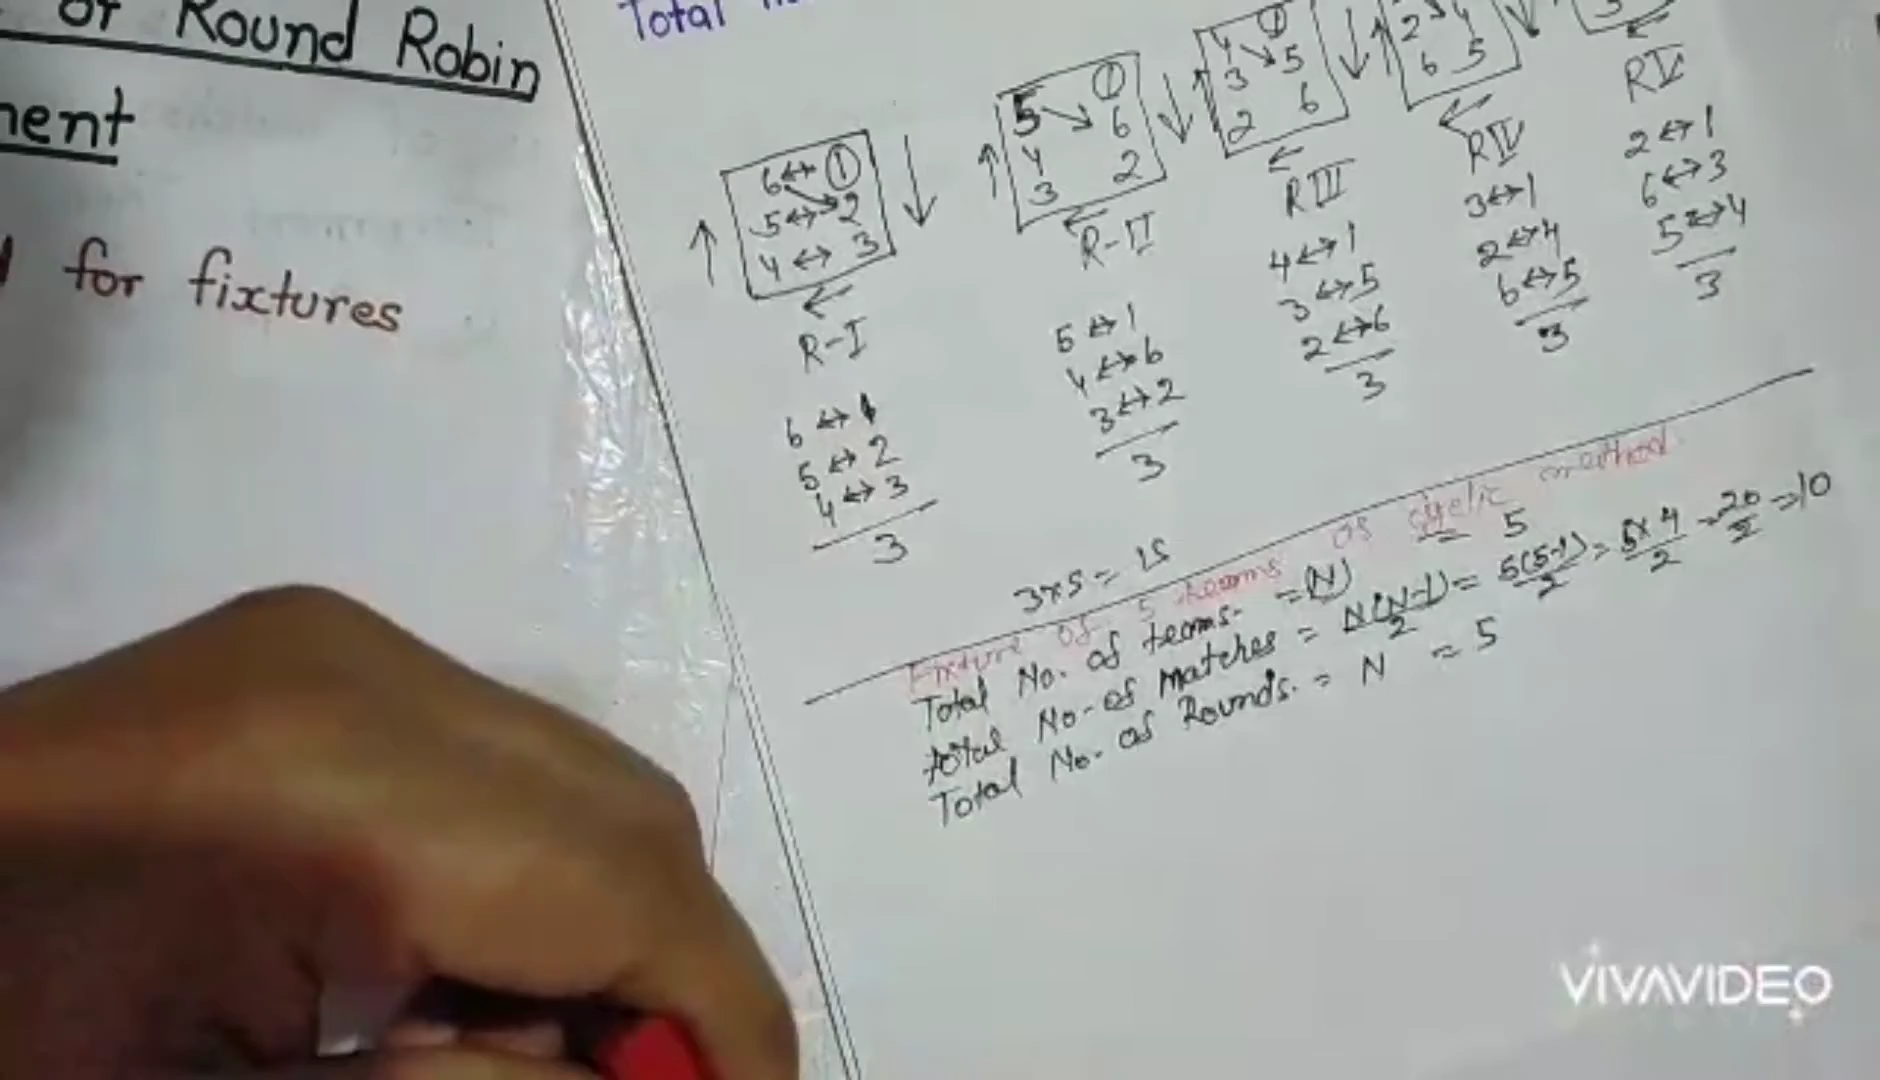 of Round Robin
ment
for fixtures
Total
6 ↔ 1
5 ↔ 2
4 ↔ 3
R-I
6 ↔ 1
5 ↔ 2
4 ↔ 3
3
5 1
4 6
3 2
R-II
5 ↔ 1
4 ↔ 6
3 ↔ 2
3
4 1
3 5
2 6
R III
4 ↔ 1
3 ↔ 5
2 ↔ 6
3
2 4
6 5
R IV
3 ↔ 1
2 ↔ 4
6 ↔ 5
3
R V
2 ↔ 1
6 ↔ 3
5 ↔ 4
3
3×5 = 15
Fixture of 5 teams as cyclic method
Total No. of teams = (N) = 5
total No. of matches = N(N-1)/2 = 5(5-1)/2 = 5×4/2 = 20/2 = 10
Total No. of Rounds = N = 5
VIVAVIDEO